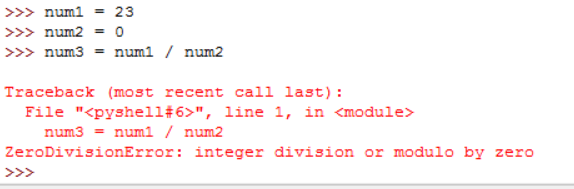 >>> num1 = 23
>>> num2 = 0
>>> num3 = num1 / num2

Traceback (most recent call last):
  File "<pyshell#6>", line 1, in <module>
    num3 = num1 / num2
ZeroDivisionError: integer division or modulo by zero
>>>